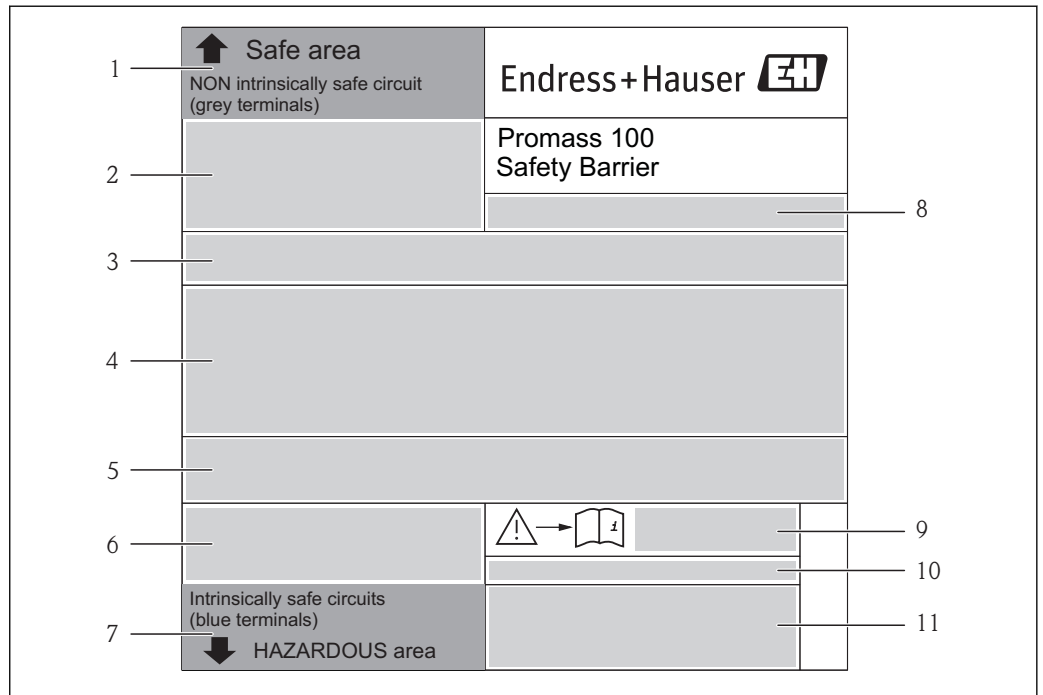 Safe area
NON intrinsically safe circuit
(grey terminals)
Endress+Hauser EH
Promass 100
Safety Barrier
1
2
3
4
5
6
7
8
9
10
11
i
Intrinsically safe circuits
(blue terminals)
HAZARDOUS area